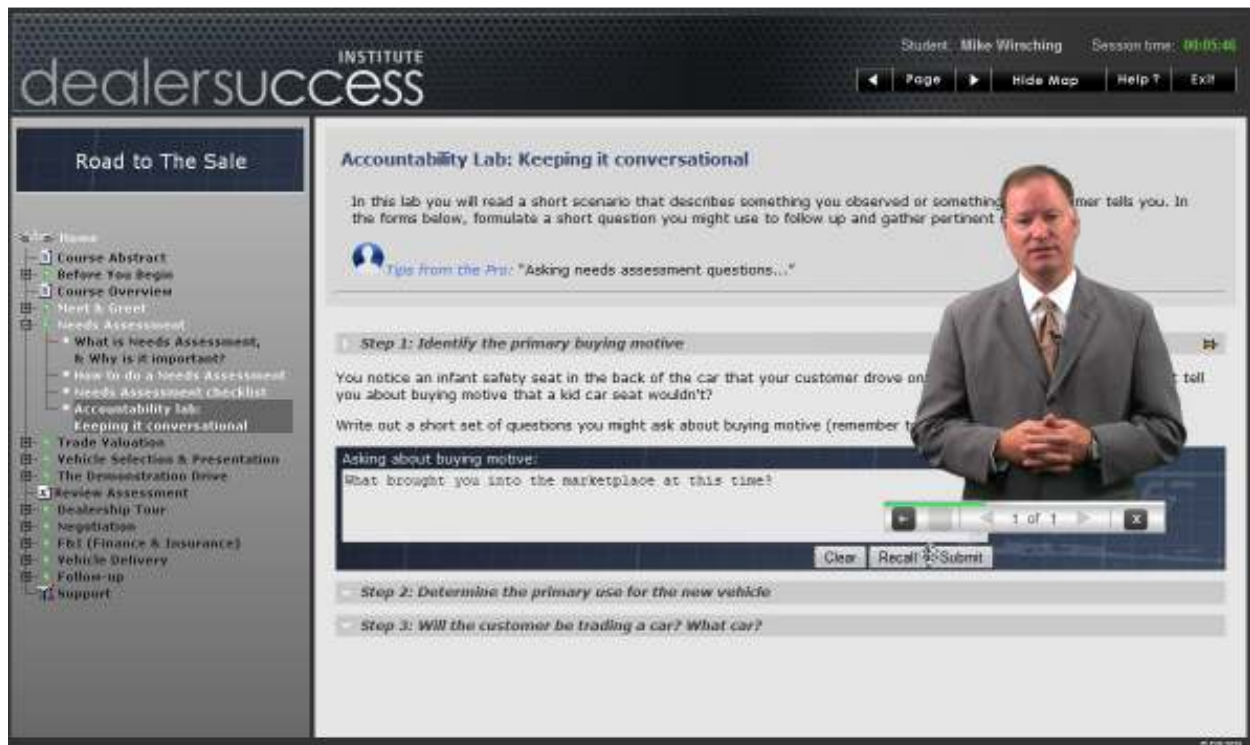 INSTITUTE
dealersuccess
Student: Mike Wirsching Session time: 00:05:46
Page Hide Map Help ? Exit
Road to The Sale
Home
Course Abstract
Before You Begin
Course Overview
Meet & Greet
Needs Assessment
What is Needs Assessment,
& Why is it important?
How to do a Needs Assessment
Needs Assessment checklist
Accountability lab:
Keeping it conversational
Trade Valuation
Vehicle Selection & Presentation
The Demonstration Drive
Review Assessment
Dealership Tour
Negotiation
F&I (Finance & Insurance)
Vehicle Delivery
Follow-up
Support
Accountability Lab: Keeping it conversational
In this lab you will read a short scenario that describes something you observed or something mer tells you. In
the forms below, formulate a short question you might use to follow up and gather pertinent
Tips from the Pro: "Asking needs assessment questions..."
Step 1: Identify the primary buying motive
You notice an infant safety seat in the back of the car that your customer drove on t tell
you about buying motive that a kid car seat wouldn't?
Write out a short set of questions you might ask about buying motive (remember t
Asking about buying motive:
What brought you into the marketplace at this time?
1 of 1 X
Clear Recall Submit
Step 2: Determine the primary use for the new vehicle
Step 3: Will the customer be trading a car? What car?